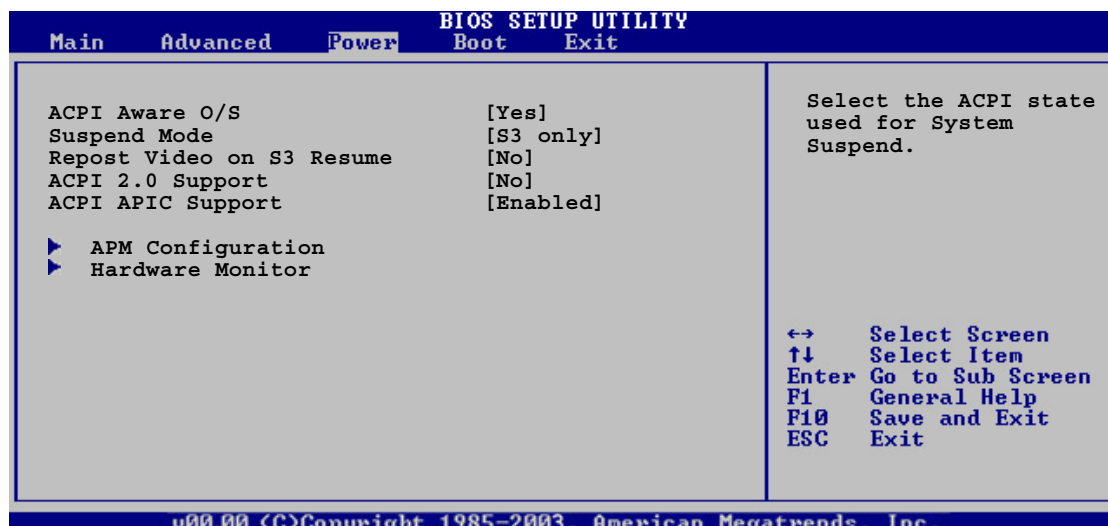 BIOS SETUP UTILITY
Main Advanced Power Boot Exit
ACPI Aware O/S [Yes]
Suspend Mode [S3 only]
Repost Video on S3 Resume [No]
ACPI 2.0 Support [No]
ACPI APIC Support [Enabled]
APM Configuration
Hardware Monitor
Select the ACPI state
used for System
Suspend.
←→ Select Screen
↑↓ Select Item
Enter Go to Sub Screen
F1 General Help
F10 Save and Exit
ESC Exit
v00.00 (C)Copyright 1985-2003, American Megatrends, Inc.